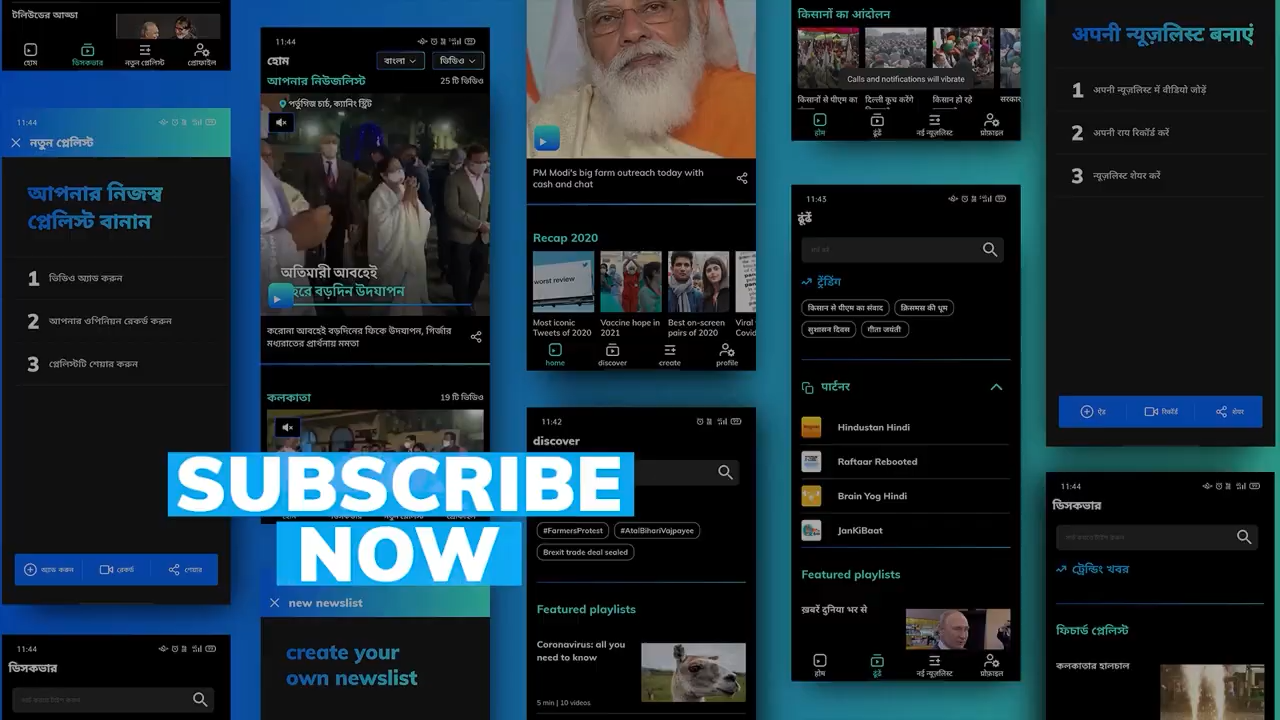 টলিউডের আড্ডা
হোম
ডিসকভার
নতুন প্লেলিস্ট
প্রোফাইল
11:44
নতুন প্লেলিস্ট
আপনার নিজস্ব
প্লেলিস্ট বানান
1 ভিডিও অ্যাড করুন
2 আপনার ওপিনিয়ন রেকর্ড করুন
3 প্লেলিস্টটি শেয়ার করুন
অ্যাড করুন
রেকর্ড
শেয়ার
11:44
ডিসকভার
11:44
হোম
বাংলা
ভিডিও
আপনার নিউজলিস্ট
25 টি ভিডিও
পর্তুগিজ চার্চ, ক্যানিং স্ট্রিট
অতিমারী আবহেই
বড়দিন উদযাপন
করোনা আবহেই বড়দিনের ফিকে উদযাপন, গির্জার
মধ্যরাতের প্রার্থনায় মমতা
কলকাতা
19 টি ভিডিও
SUBSCRIBE
NOW
new newslist
create your
own newslist
PM Modi's big farm outreach today with
cash and chat
Recap 2020
worst review
Most iconic
Tweets of 2020
Vaccine hope in
2021
Best on-screen
pairs of 2020
Viral
Covid
home
discover
create
profile
11:42
discover
#FarmersProtest
#AtalBihariVajpayee
Brexit trade deal sealed
Featured playlists
Coronavirus: all you
need to know
5 min | 10 videos
किसानों का आंदोलन
Calls and notifications will vibrate
किसानों से पीएम का
दिल्ली कूच करेंगे
किसान हो रहे
सरकार
होम
ढूंढें
नई न्यूज़लिस्ट
प्रोफ़ाइल
11:43
ढूंढें
ट्रेंडिंग
किसान से पीएम का संवाद
क्रिसमस की धूम
सुशासन दिवस
गीता जयंती
पार्टनर
Hindustan Hindi
Raftaar Rebooted
Brain Yog Hindi
JanKiBaat
Featured playlists
ख़बरें दुनिया भर से
होम
ढूंढें
नई न्यूज़लिस्ट
प्रोफ़ाइल
अपनी न्यूज़लिस्ट बनाएं
1 अपनी न्यूज़लिस्ट में वीडियो जोड़ें
2 अपनी राय रिकॉर्ड करें
3 न्यूज़लिस्ट शेयर करें
ऐड
रिकॉर्ड
शेयर
11:44
ডিসকভার
ট্রেন্ডিং খবর
ফিচার্ড প্লেলিস্ট
কলকাতার হালচাল